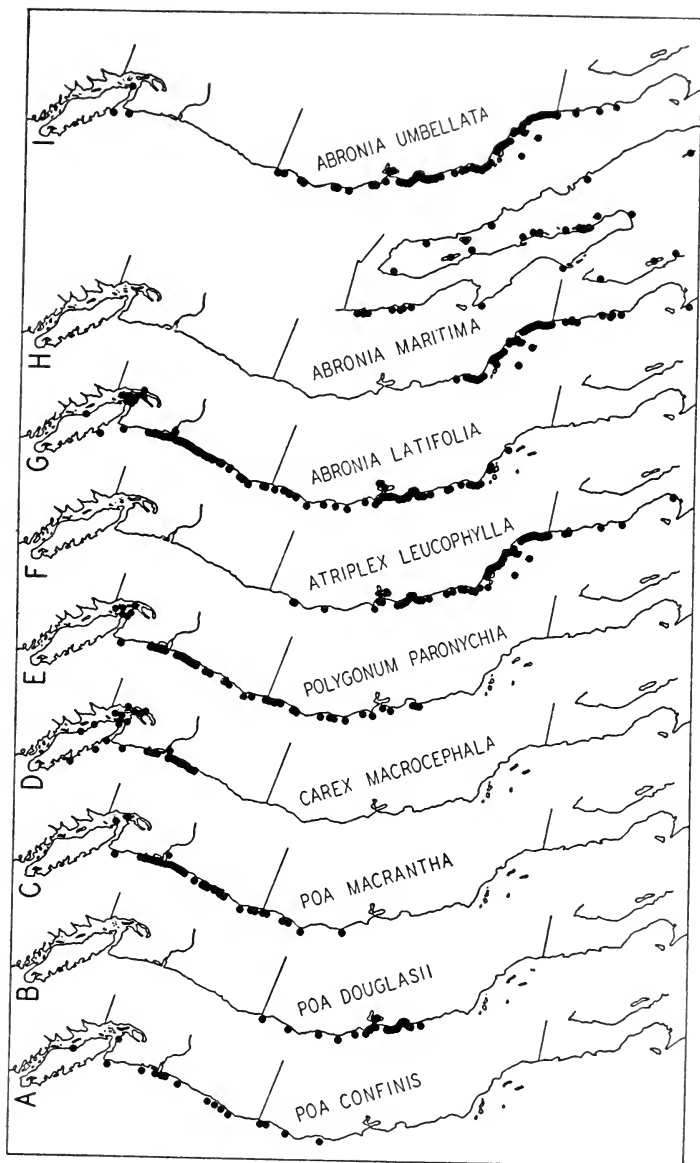 A
POA CONFINIS
B
POA DOUGLASII
C
POA MACRANTHA
D
CAREX MACROCEPHALA
E
POLYGONUM PARONYCHIA
F
ATRIPLEX LEUCOPHYLLA
G
ABRONIA LATIFOLIA
H
ABRONIA MARITIMA
I
ABRONIA UMBELLATA